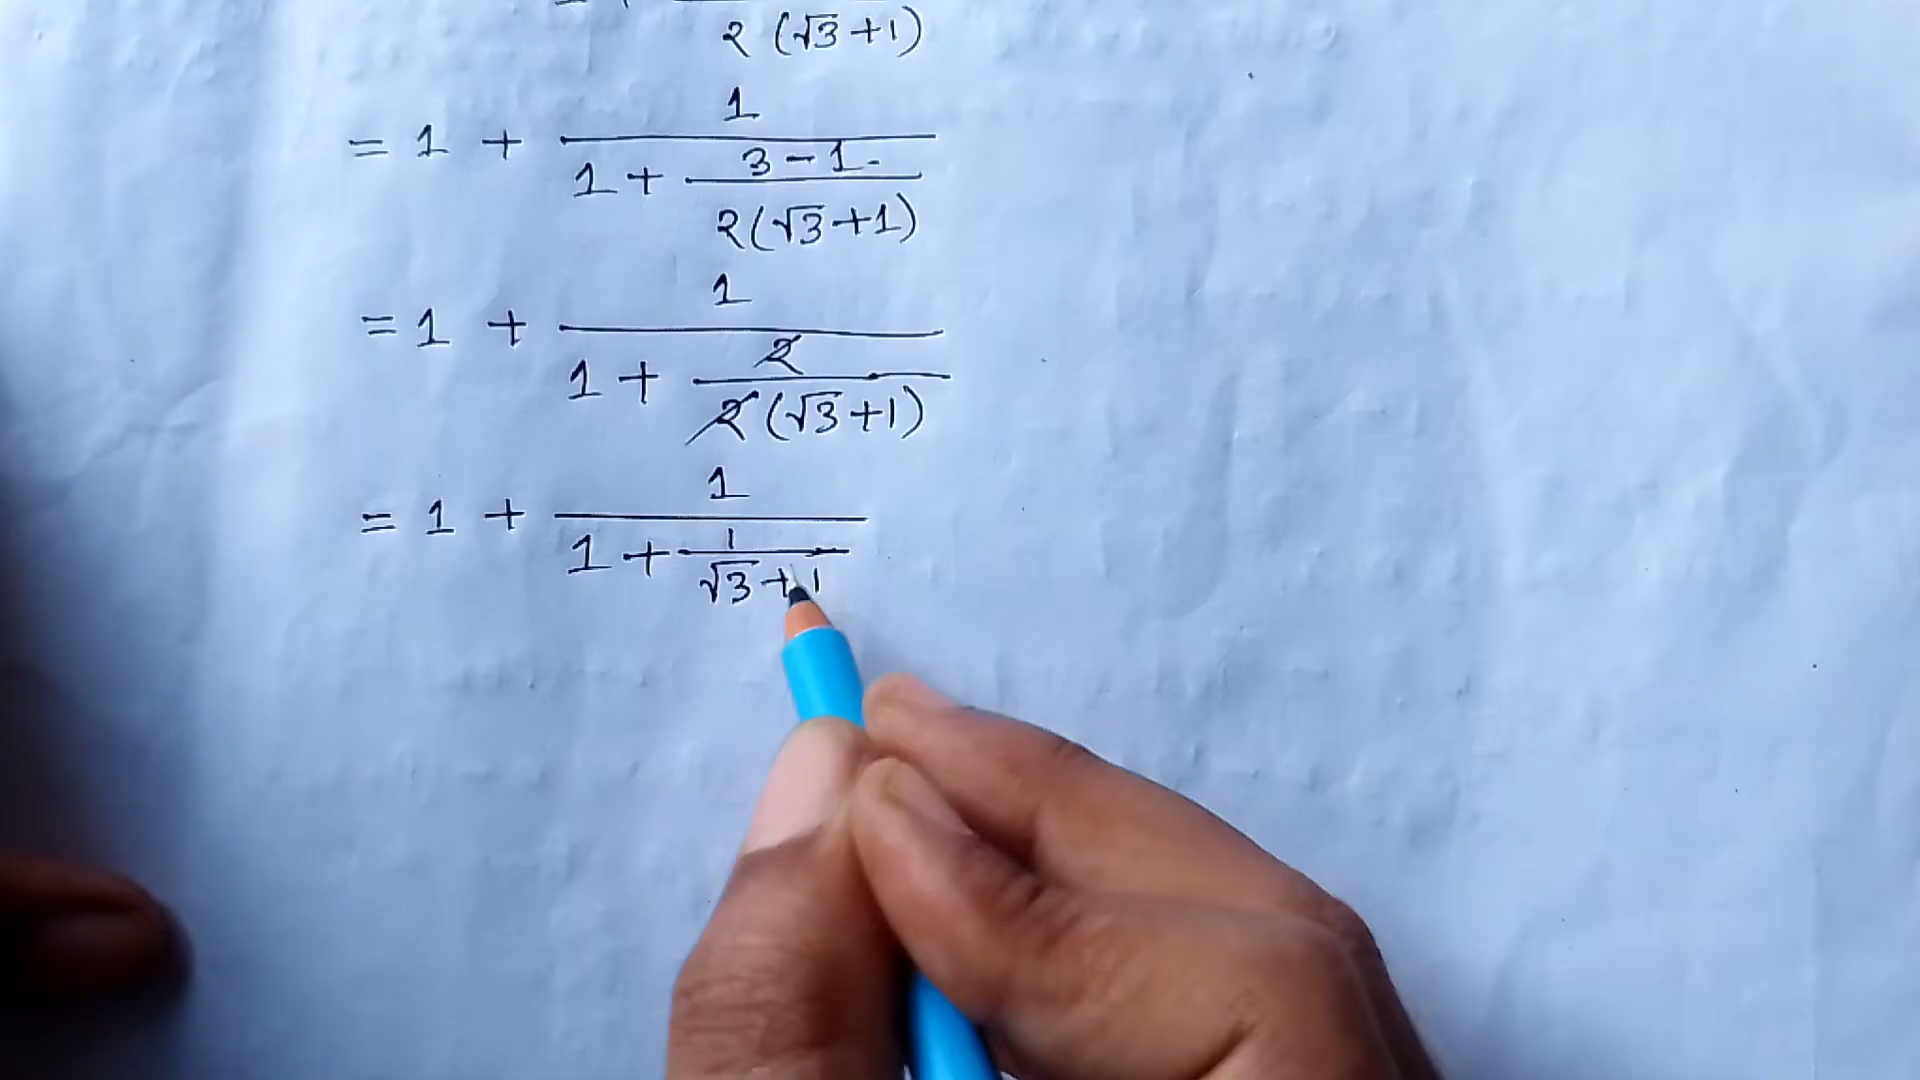 2 (√3+1)
= 1 + 1
1 + 3 - 1
2(√3+1)
= 1 + 1
1 + 2
2(√3+1)
= 1 + 1
1 + 1
√3+1